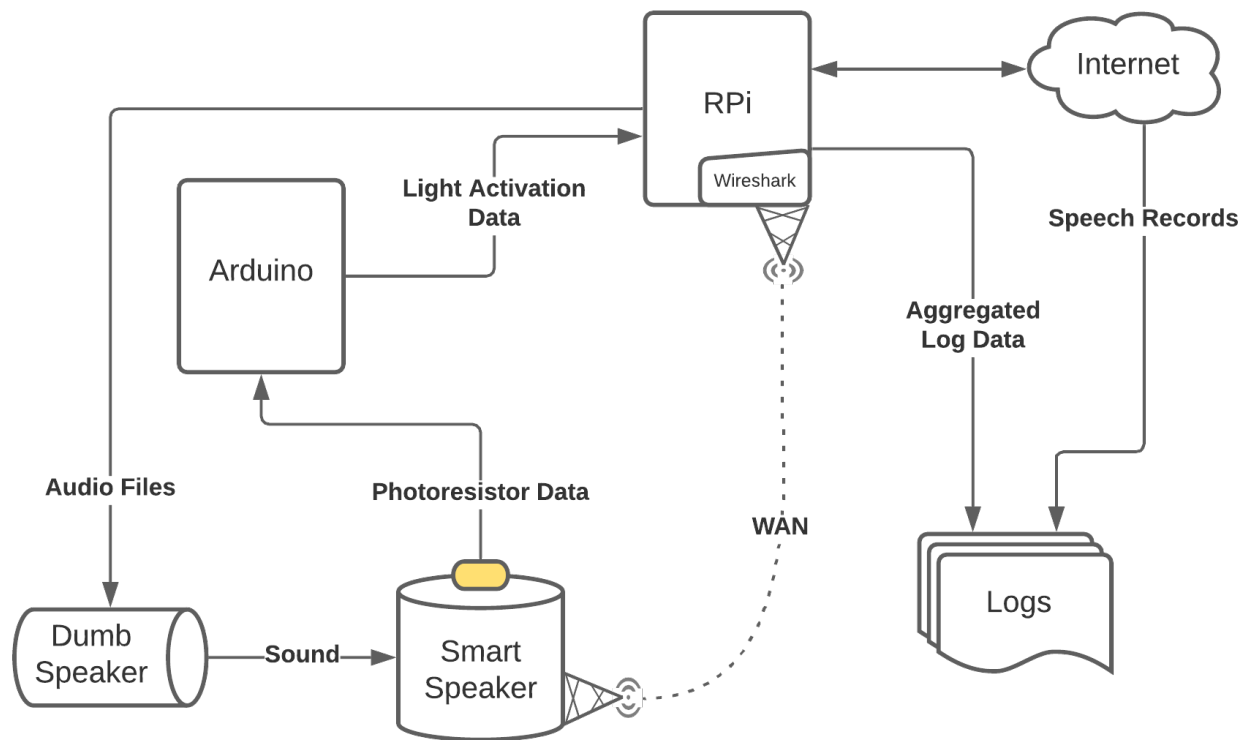 RPi
Internet
Wireshark
Light Activation
Data
Speech Records
Arduino
Aggregated
Log Data
Audio Files
Photoresistor Data
WAN
Logs
Dumb
Speaker
Sound
Smart
Speaker